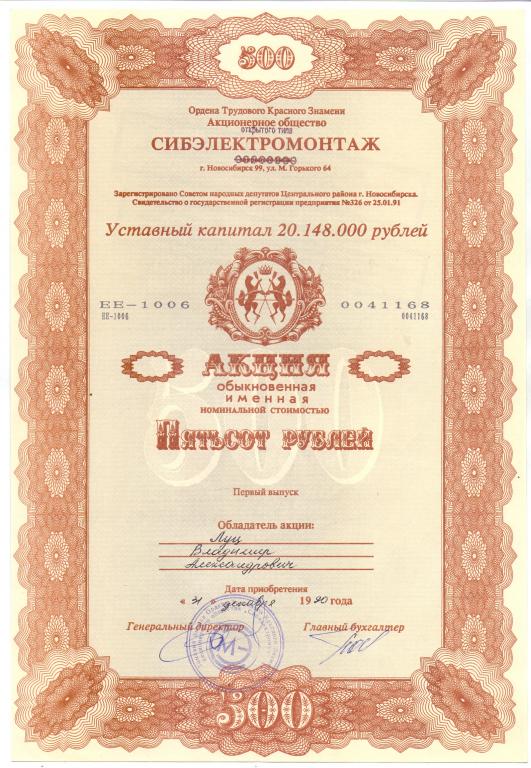 500
Ордена Трудового Красного Знамени
Акционерное общество
открытого типа
СИБЭЛЕКТРОМОНТАЖ
г. Новосибирск 99, ул. М. Горького 64
Зарегистрировано Советом народных депутатов Центрального района г. Новосибирска.
Свидетельство о государственной регистрации предприятия №326 от 25.01.91
Уставный капитал 20.148.000 рублей
ЕЕ-1006 0041168
ЕЕ-1006 0041168
АКЦИЯ
обыкновенная
именная
номинальной стоимостью
500
Пятьсот рублей
Первый выпуск
Обладатель акции:
Луц
Владимир
Александрович
Дата приобретения
« 31 » декабря 1990 года
Генеральный директор Главный бухгалтер
500